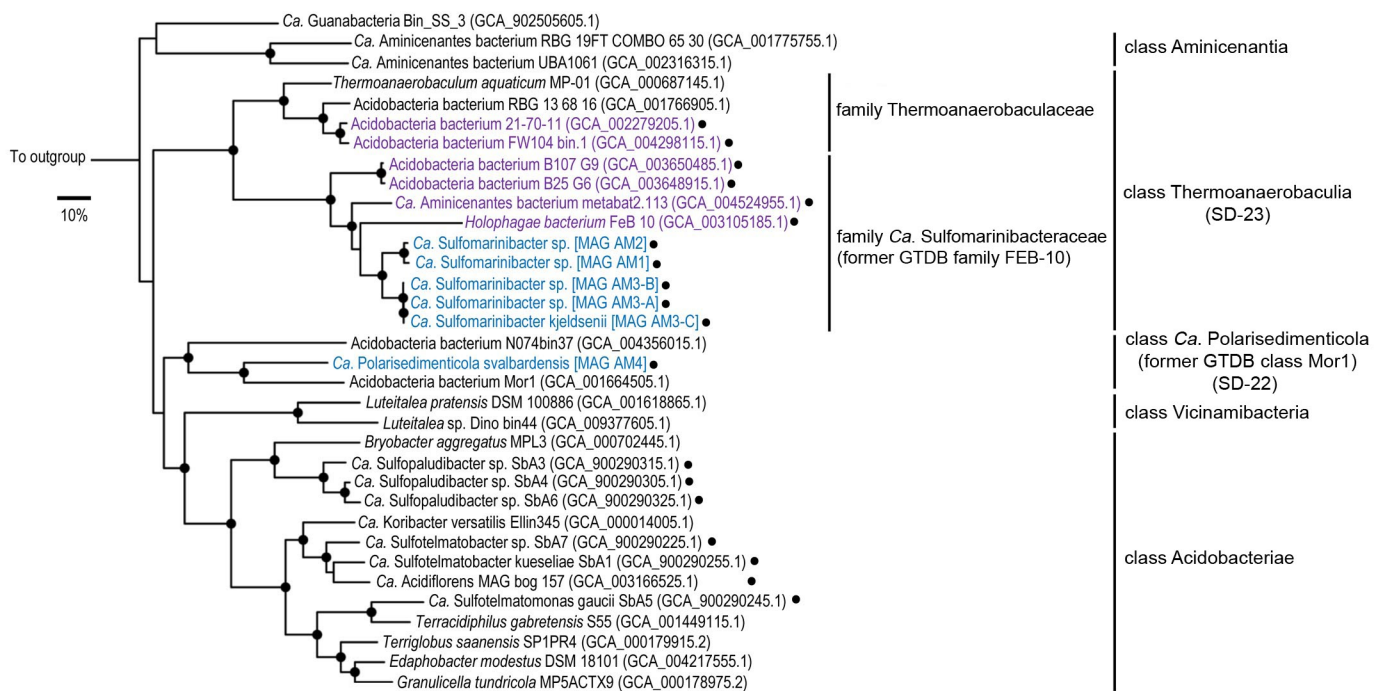 Ca. Guanabacteria Bin_SS_3 (GCA_902505605.1)
Ca. Aminicenantes bacterium RBG 19FT COMBO 65 30 (GCA_001775755.1)
Ca. Aminicenantes bacterium UBA1061 (GCA_002316315.1)
class Aminicenantia
Thermoanaerobaculum aquaticum MP-01 (GCA_000687145.1)
Acidobacteria bacterium RBG 13 68 16 (GCA_001766905.1)
Acidobacteria bacterium 21-70-11 (GCA_002279205.1)
Acidobacteria bacterium FW104 bin.1 (GCA_004298115.1)
family Thermoanaerobaculaceae
To outgroup
10%
Acidobacteria bacterium B107 G9 (GCA_003650485.1)
Acidobacteria bacterium B25 G6 (GCA_003648915.1)
Ca. Aminicenantes bacterium metabat2.113 (GCA_004524955.1)
Holophagae bacterium FeB 10 (GCA_003105185.1)
Ca. Sulfomarinibacter sp. [MAG AM2]
Ca. Sulfomarinibacter sp. [MAG AM1]
Ca. Sulfomarinibacter sp. [MAG AM3-B]
Ca. Sulfomarinibacter sp. [MAG AM3-A]
Ca. Sulfomarinibacter kjeldsenii [MAG AM3-C]
family Ca. Sulfomarinibacteraceae
(former GTDB family FEB-10)
class Thermoanaerobaculia
(SD-23)
Acidobacteria bacterium N074bin37 (GCA_004356015.1)
Ca. Polarisedimenticola svalbardensis [MAG AM4]
Acidobacteria bacterium Mor1 (GCA_001664505.1)
class Ca. Polarisedimenticola
(former GTDB class Mor1)
(SD-22)
Luteitalea pratensis DSM 100886 (GCA_001618865.1)
Luteitalea sp. Dino bin44 (GCA_009377605.1)
class Vicinamibacteria
Bryobacter aggregatus MPL3 (GCA_000702445.1)
Ca. Sulfopaludibacter sp. SbA3 (GCA_900290315.1)
Ca. Sulfopaludibacter sp. SbA4 (GCA_900290305.1)
Ca. Sulfopaludibacter sp. SbA6 (GCA_900290325.1)
Ca. Koribacter versatilis Ellin345 (GCA_000014005.1)
Ca. Sulfotelmatobacter sp. SbA7 (GCA_900290225.1)
Ca. Sulfotelmatobacter kueseliae SbA1 (GCA_900290255.1)
Ca. Acidiflorens MAG bog 157 (GCA_003166525.1)
Ca. Sulfotelmatomonas gaucii SbA5 (GCA_900290245.1)
Terracidiphilus gabretensis S55 (GCA_001449115.1)
Terriglobus saanensis SP1PR4 (GCA_000179915.2)
Edaphobacter modestus DSM 18101 (GCA_004217555.1)
Granulicella tundricola MP5ACTX9 (GCA_000178975.2)
class Acidobacteriae